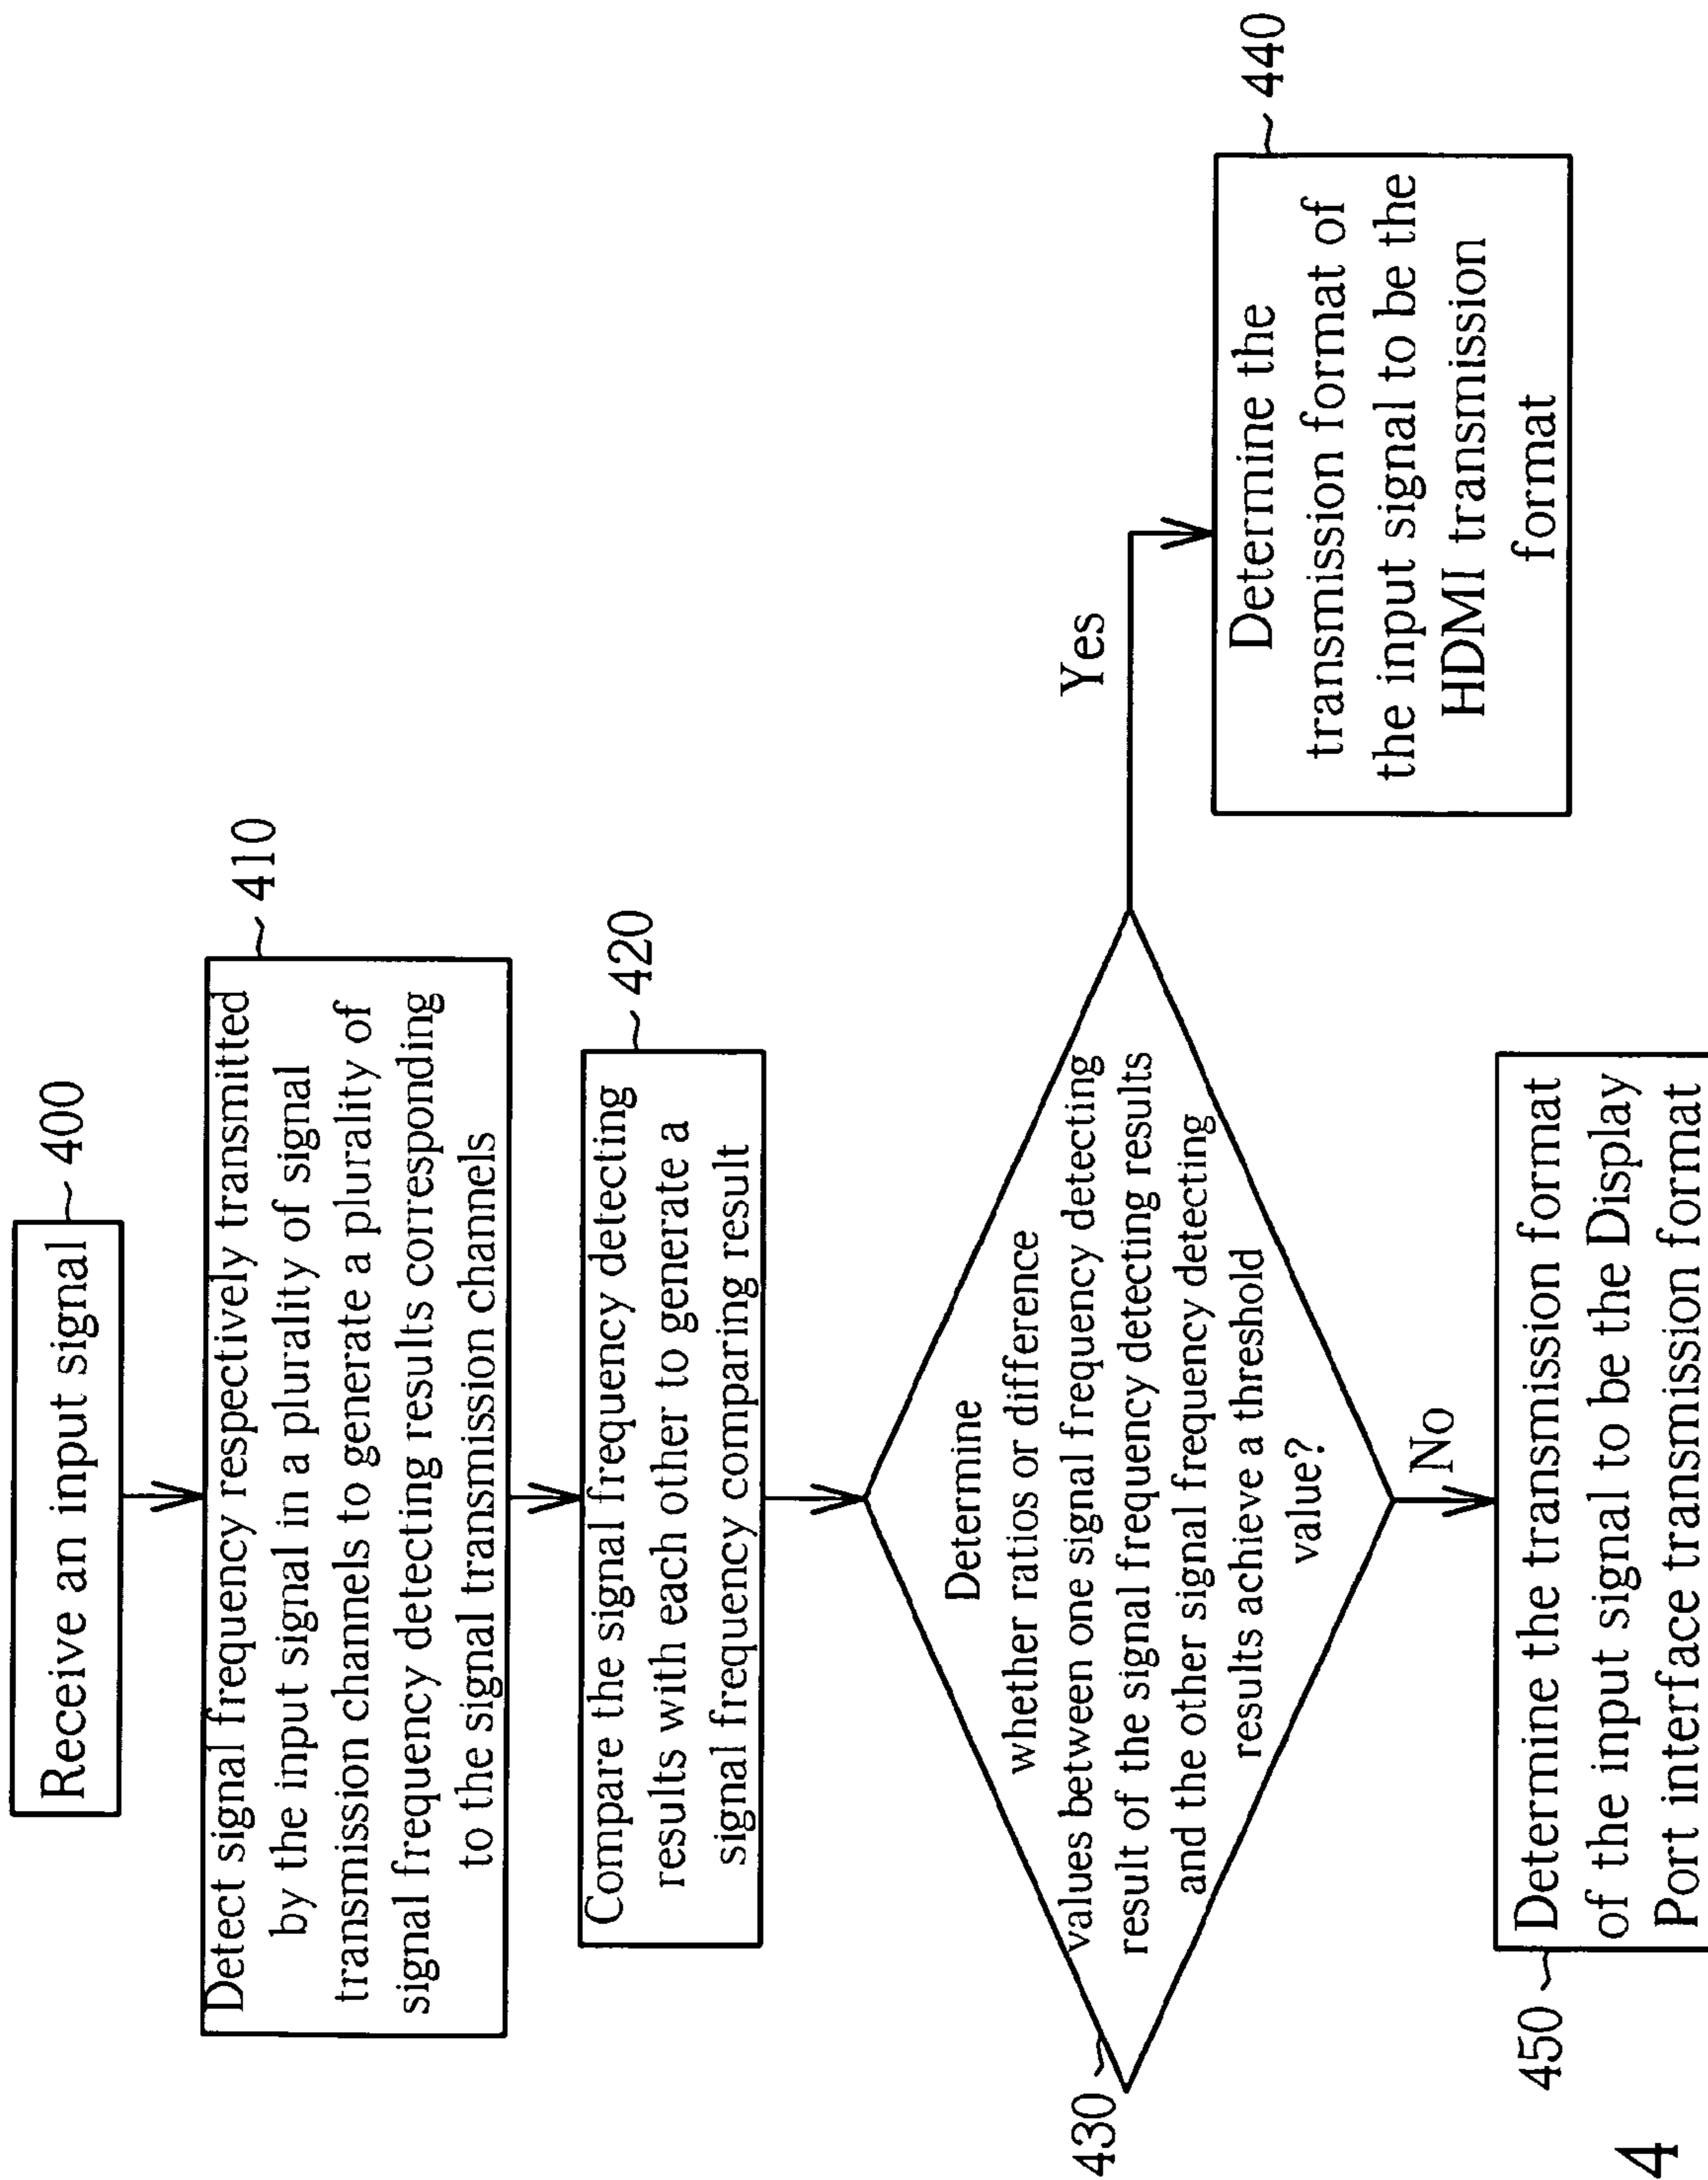 Receive an input signal
400
Detect signal frequency respectively transmitted
by the input signal in a plurality of signal
transmission channels to generate a plurality of
signal frequency detecting results corresponding
to the signal transmission channels
410
Compare the signal frequency detecting
results with each other to generate a
signal frequency comparing result
420
Determine
whether ratios or difference
values between one signal frequency detecting
result of the signal frequency detecting results
and the other signal frequency detecting
results achieve a threshold
value?
430
Yes
Determine the
transmission format of
the input signal to be the
HDMI transmission
format
440
No
Determine the transmission format
of the input signal to be the Display
Port interface transmission format
450
4